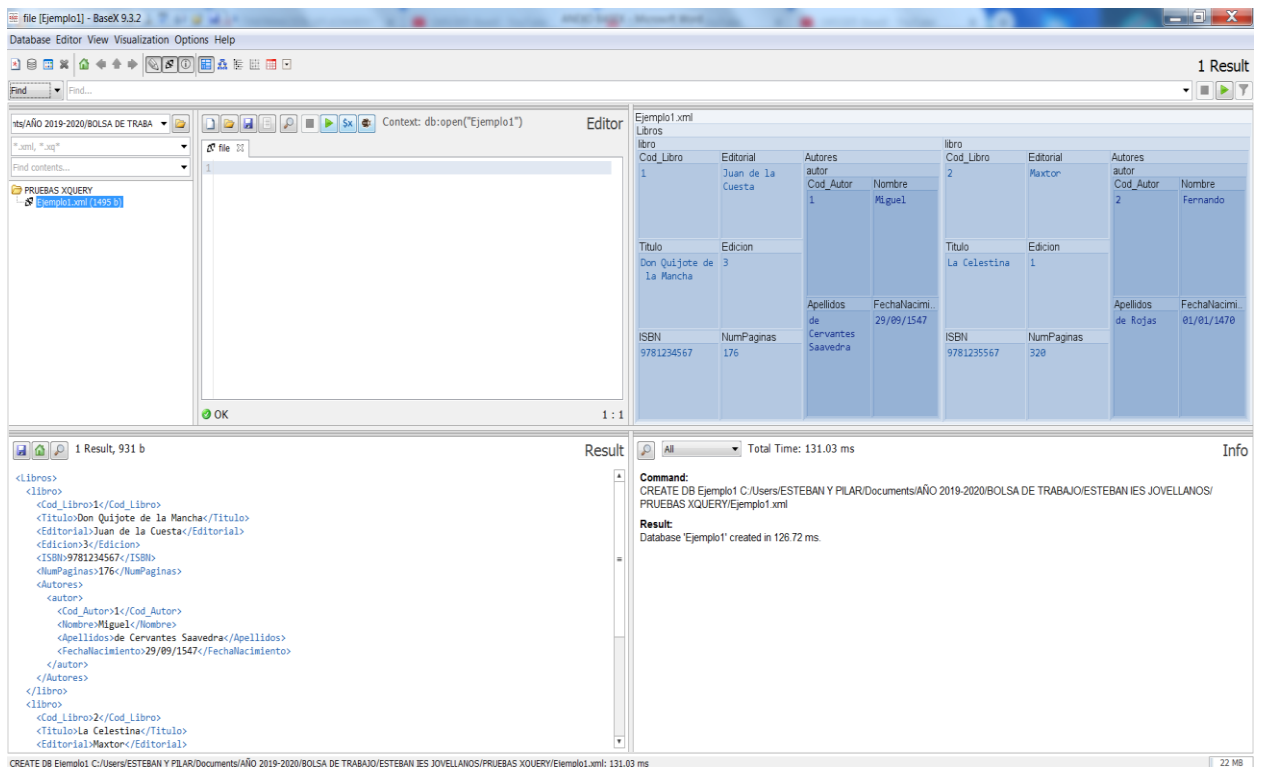 file [Ejemplo1] - BaseX 9.3.2
Database Editor View Visualization Options Help
1 Result
Find Find...
nts/AÑO 2019-2020/BOLSA DE TRABA
*.xml, *.xq*
Find contents...
PRUEBAS XQUERY
Ejemplo1.xml (1495 b)
$x Context: db:open("Ejemplo1") Editor
file
1
OK 1 : 1
Ejemplo1.xml
Libros
libro libro
Cod_Libro Editorial Autores Cod_Libro Editorial Autores
1 Juan de la Cuesta autor 2 Maxtor autor
Cod_Autor Nombre Cod_Autor Nombre
1 Miguel 2 Fernando
Titulo Edicion Titulo Edicion
Don Quijote de la Mancha 3 La Celestina 1
Apellidos FechaNacimi.. Apellidos FechaNacimi..
de Cervantes Saavedra 29/09/1547 de Rojas 01/01/1470
ISBN NumPaginas ISBN NumPaginas
9781234567 176 9781235567 320
1 Result, 931 b Result
<Libros>
<libro>
<Cod_Libro>1</Cod_Libro>
<Titulo>Don Quijote de la Mancha</Titulo>
<Editorial>Juan de la Cuesta</Editorial>
<Edicion>3</Edicion>
<ISBN>9781234567</ISBN>
<NumPaginas>176</NumPaginas>
<Autores>
<autor>
<Cod_Autor>1</Cod_Autor>
<Nombre>Miguel</Nombre>
<Apellidos>de Cervantes Saavedra</Apellidos>
<FechaNacimiento>29/09/1547</FechaNacimiento>
</autor>
</Autores>
</libro>
<libro>
<Cod_Libro>2</Cod_Libro>
<Titulo>La Celestina</Titulo>
<Editorial>Maxtor</Editorial>
All Total Time: 131.03 ms Info
Command:
CREATE DB Ejemplo1 C:/Users/ESTEBAN Y PILAR/Documents/AÑO 2019-2020/BOLSA DE TRABAJO/ESTEBAN IES JOVELLANOS/
PRUEBAS XQUERY/Ejemplo1.xml
Result:
Database 'Ejemplo1' created in 126.72 ms.
CREATE DB Ejemplo1 C:/Users/ESTEBAN Y PILAR/Documents/AÑO 2019-2020/BOLSA DE TRABAJO/ESTEBAN IES JOVELLANOS/PRUEBAS XQUERY/Ejemplo1.xml: 131.03 ms
22 MB